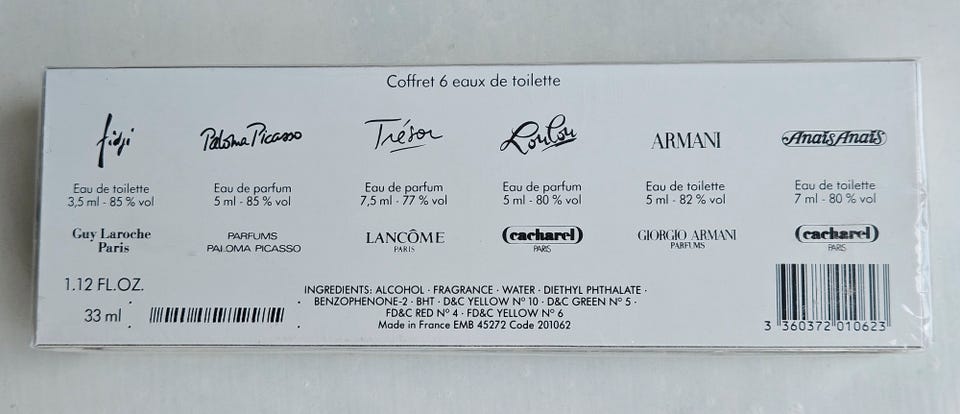 Coffret 6 eaux de toilette
fidji
Eau de toilette
3,5 ml - 85 % vol
Guy Laroche
Paris
Paloma Picasso
Eau de parfum
5 ml - 85 % vol
PARFUMS
PALOMA PICASSO
Trésor
Eau de parfum
7,5 ml - 77 % vol
LANCÔME
PARIS
LouLou
Eau de parfum
5 ml - 80 % vol
cacharel
PARIS
ARMANI
Eau de toilette
5 ml - 82 % vol
GIORGIO ARMANI
PARFUMS
Anaïs Anaïs
Eau de toilette
7 ml - 80 % vol
cacharel
PARIS
1.12 FL.OZ.
33 ml
INGREDIENTS: ALCOHOL · FRAGRANCE · WATER · DIETHYL PHTHALATE ·
BENZOPHENONE-2 · BHT · D&C YELLOW Nº 10 · D&C GREEN Nº 5 ·
FD&C RED Nº 4 · FD&C YELLOW Nº 6
Made in France EMB 45272 Code 201062
3 360372 010623